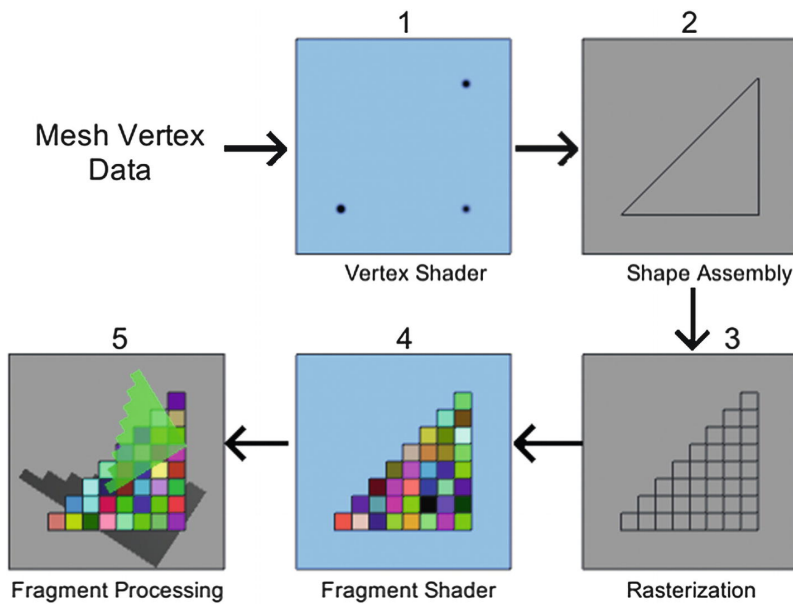 1
2
Mesh Vertex
Data
Vertex Shader
Shape Assembly
5
4
3
Fragment Processing
Fragment Shader
Rasterization